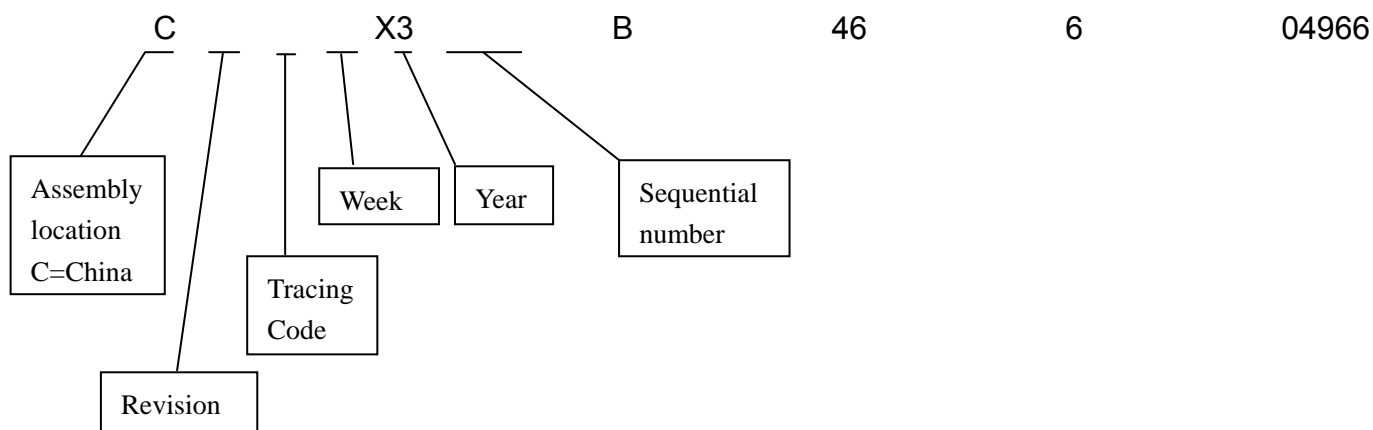 C X3 B 46 6 04966
Assembly
location
C=China
Week
Year
Sequential
number
Tracing
Code
Revision